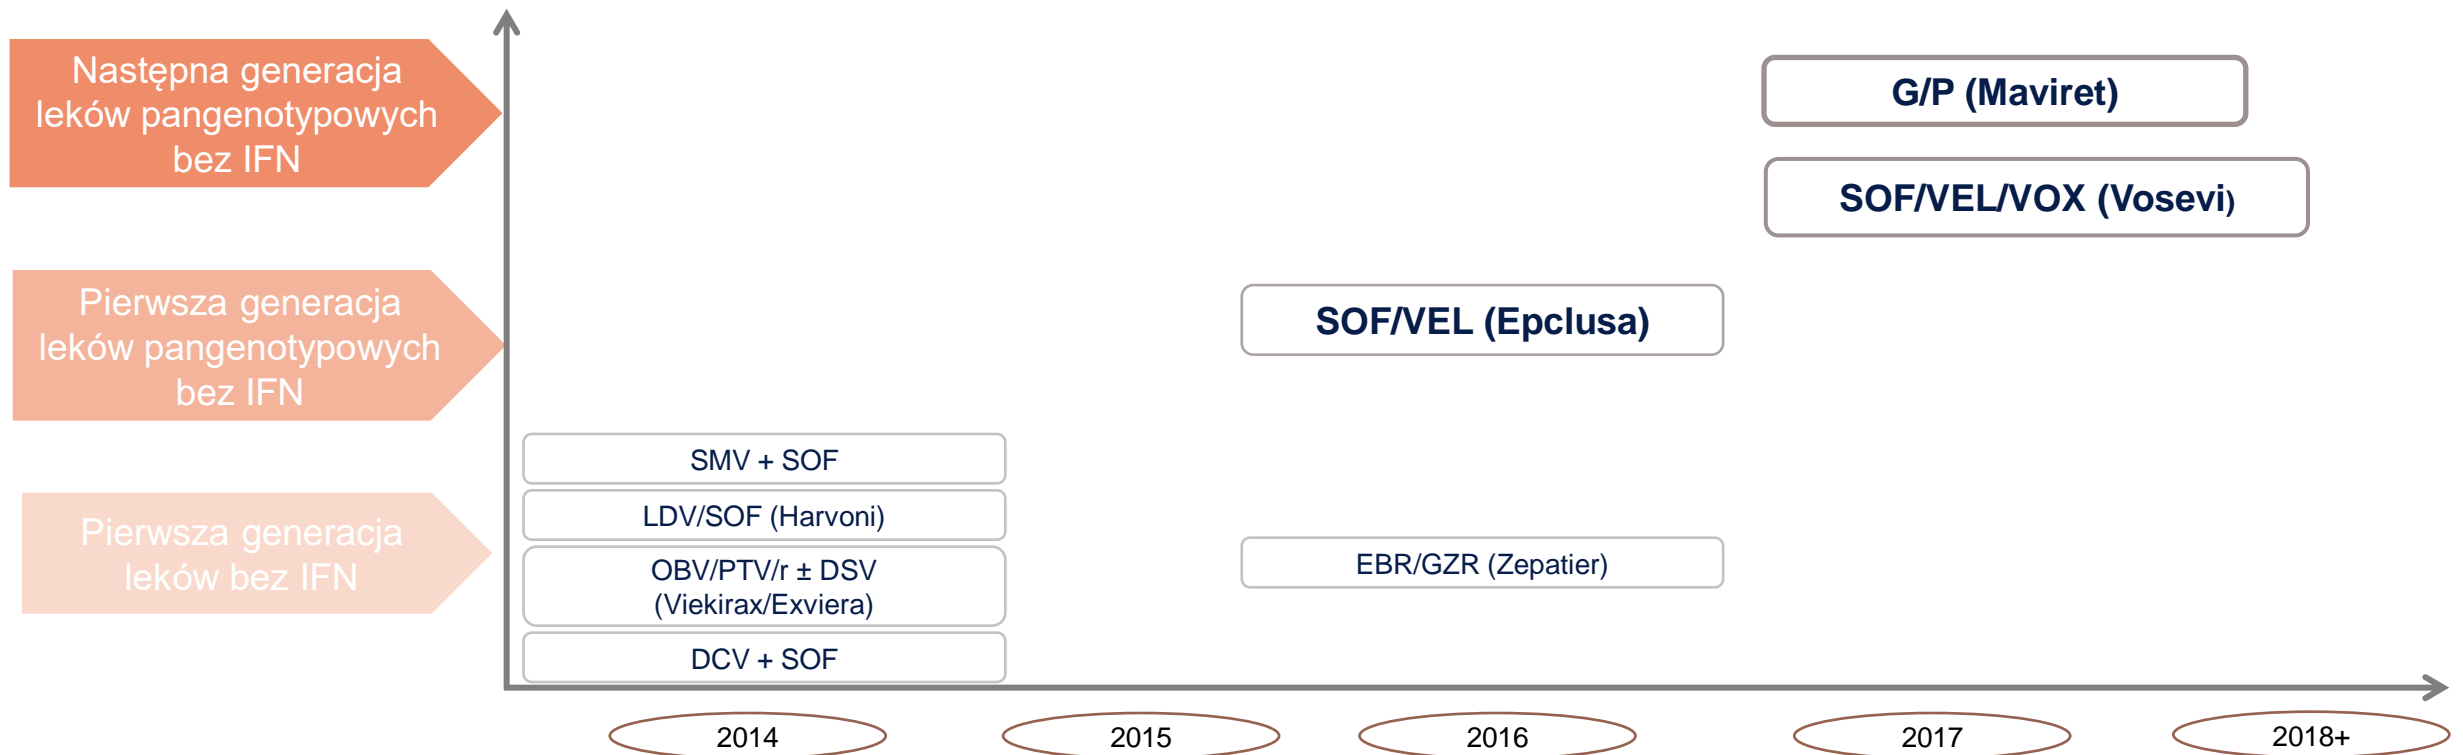 Następna generacja
leków pangenotypowych
bez IFN
G/P (Maviret)
SOF/VEL/VOX (Vosevi)
Pierwsza generacja
leków pangenotypowych
bez IFN
SOF/VEL (Epclusa)
Pierwsza generacja
leków bez IFN
SMV + SOF
LDV/SOF (Harvoni)
OBV/PTV/r ± DSV
(Viekirax/Exviera)
DCV + SOF
EBR/GZR (Zepatier)
2014
2015
2016
2017
2018+